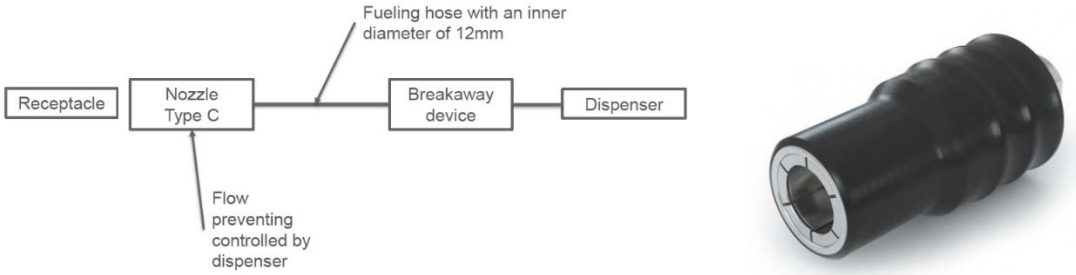 Fueling hose with an inner
diameter of 12mm
Receptacle
Nozzle
Type C
Breakaway
device
Dispenser
Flow
preventing
controlled by
dispenser